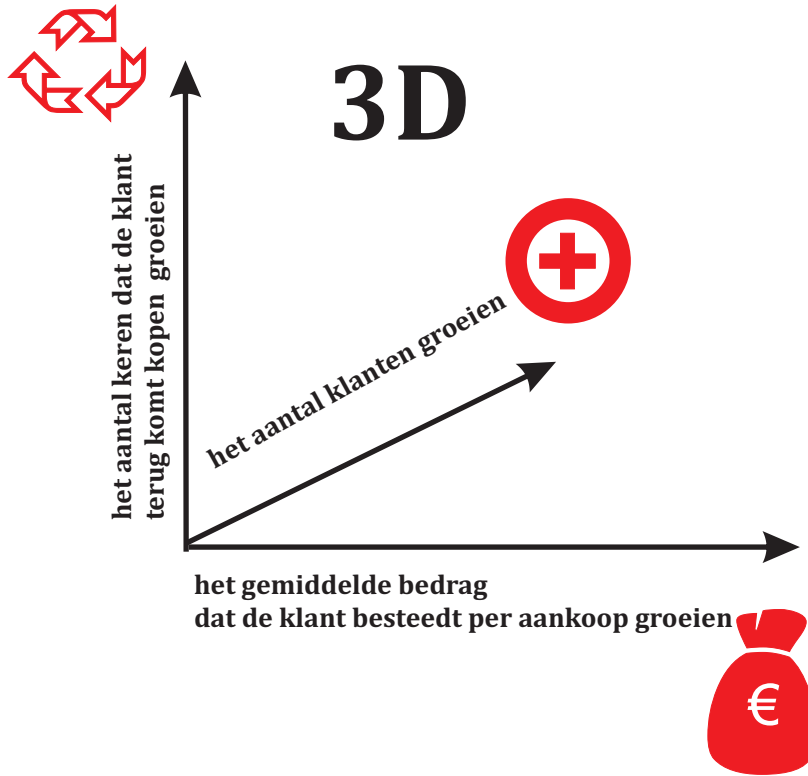 3D
het aantal keren dat de klant
terug komt kopen groeien
het aantal klanten groeien
het gemiddelde bedrag
dat de klant besteedt per aankoop groeien
€